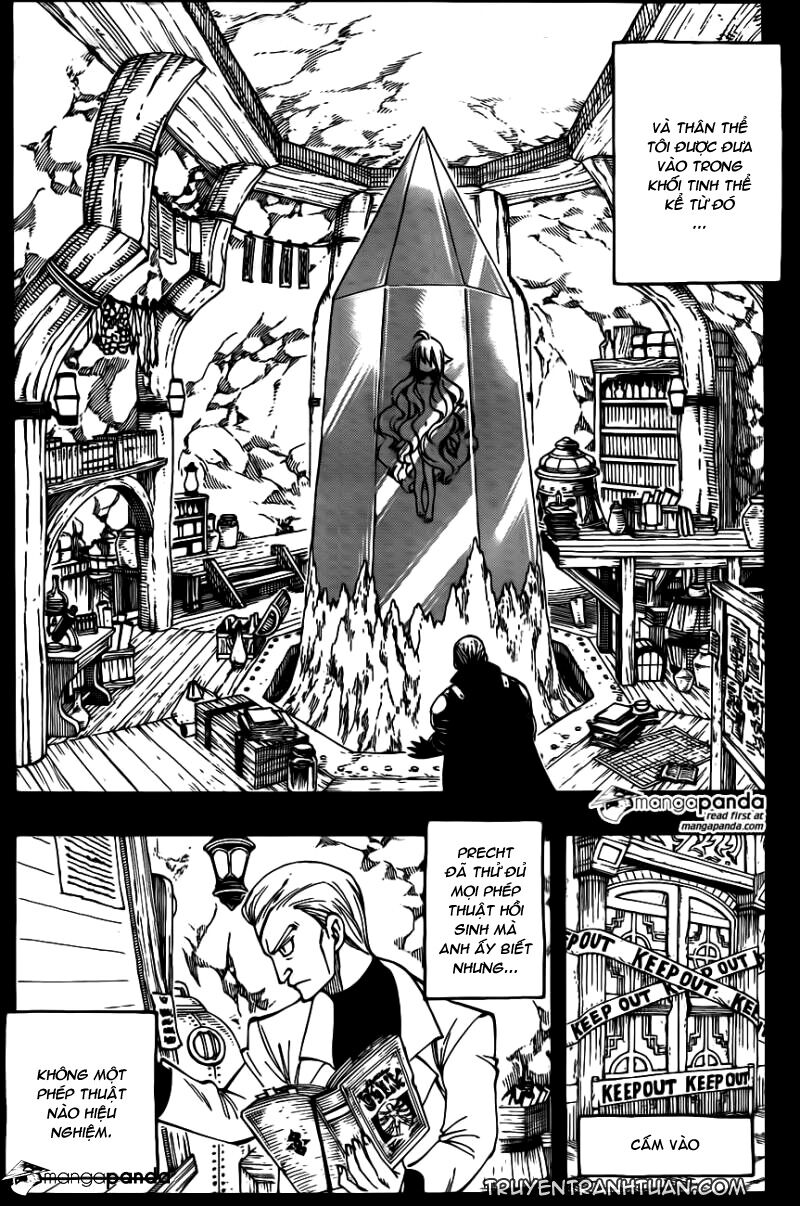 VÀ THÂN THỂ
TÔI ĐƯỢC ĐƯA
VÀO TRONG
KHỐI TINH THỂ
KỂ TỪ ĐÓ
...
mangapanda
read first at
mangapanda.com
PRECHT
ĐÃ THỬ ĐỦ
MỌI PHÉP
THUẬT HỒI
SINH MÀ
ANH ẤY BIẾT
NHƯNG...
KHÔNG MỘT
PHÉP THUẬT
NÀO HIỆU
NGHIỆM.
KEEP OUT KEEP OUT
KEEP OUT
KEEPOUT KEEPOUT
CẤM VÀO
mangapanda
TRUYENTRANHTUAN.COM